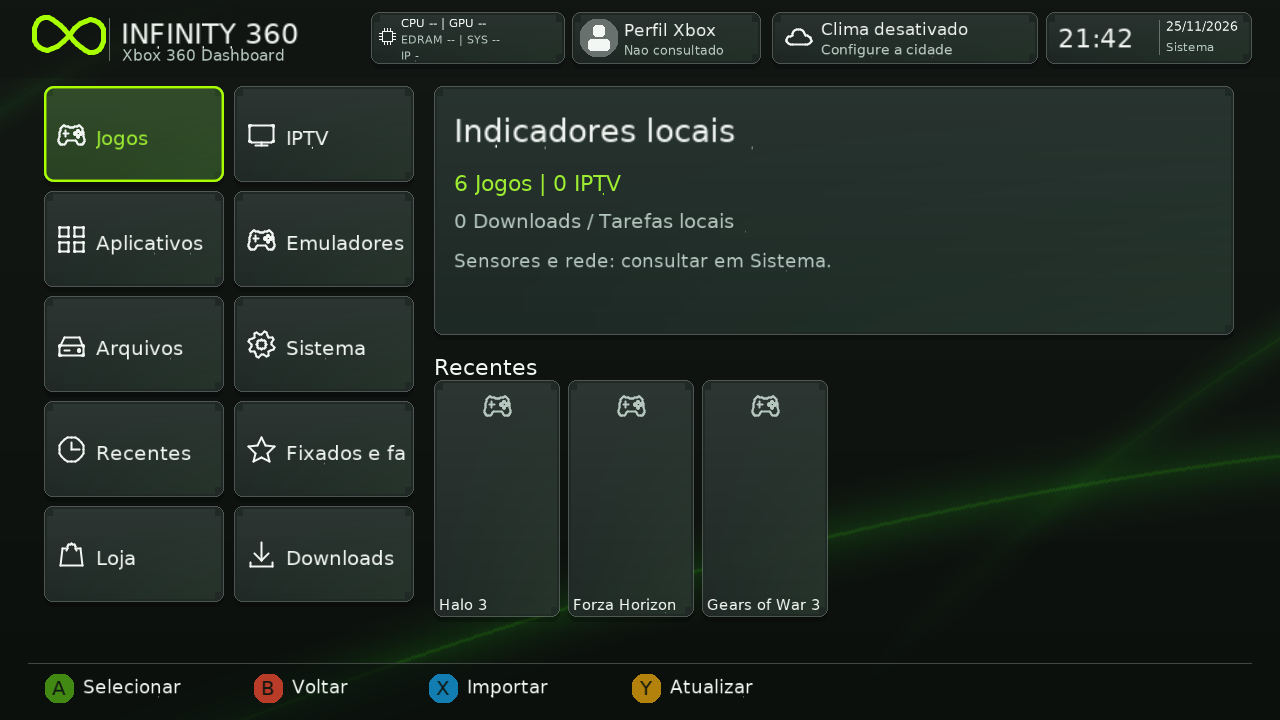 INFINITY 360
Xbox 360 Dashboard
CPU -- | GPU --
EDRAM -- | SYS --
IP -
Perfil Xbox
Nao consultado
Clima desativado
Configure a cidade
21:42
25/11/2026
Sistema
Jogos
IPTV
Aplicativos
Emuladores
Arquivos
Sistema
Recentes
Fixados e fa
Loja
Downloads
Indicadores locais
6 Jogos | 0 IPTV
0 Downloads / Tarefas locais
Sensores e rede: consultar em Sistema.
Recentes
Halo 3
Forza Horizon
Gears of War 3
A Selecionar
B Voltar
X Importar
Y Atualizar